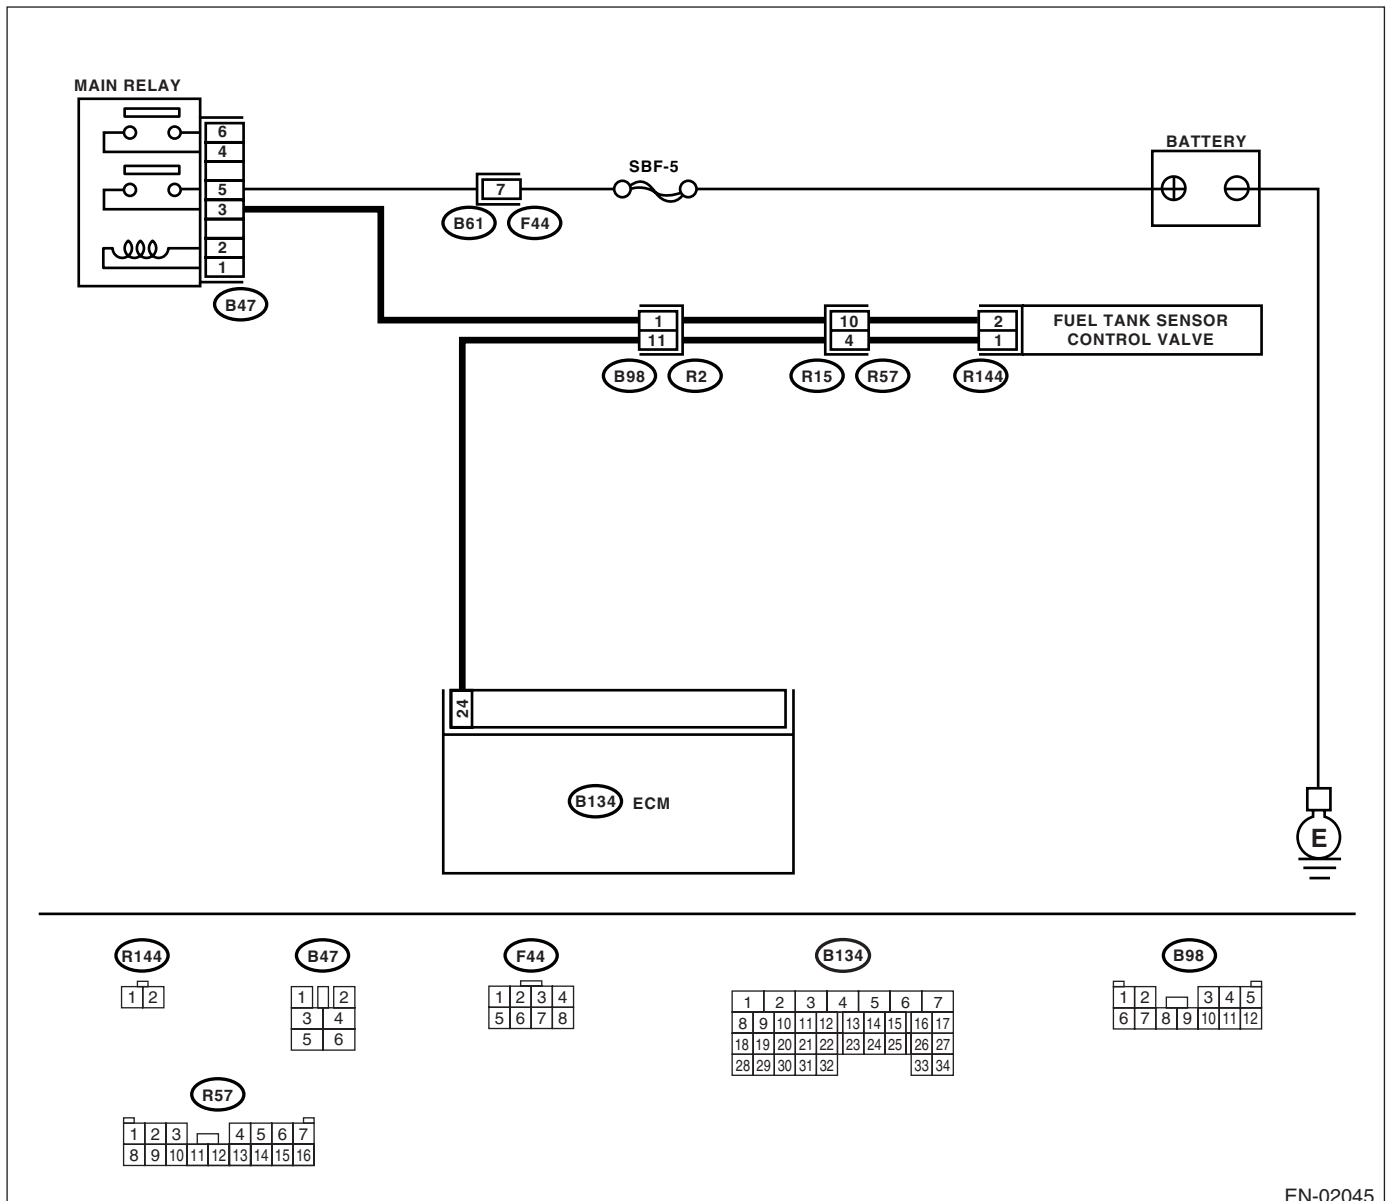 MAIN RELAY
6
4
5
3
2
1
B47
7
B61 F44
SBF-5
BATTERY
1
11
B98 R2
10
4
R15 R57
2
1
R144
FUEL TANK SENSOR
CONTROL VALVE
24
B134 ECM
E
R144
1 2
B47
1 2
3 4
5 6
F44
1 2 3 4
5 6 7 8
B134
1 2 3 4 5 6 7
8 9 10 11 12 13 14 15 16 17
18 19 20 21 22 23 24 25 26 27
28 29 30 31 32 33 34
B98
1 2 3 4 5
6 7 8 9 10 11 12
R57
1 2 3 4 5 6 7
8 9 10 11 12 13 14 15 16
EN-02045